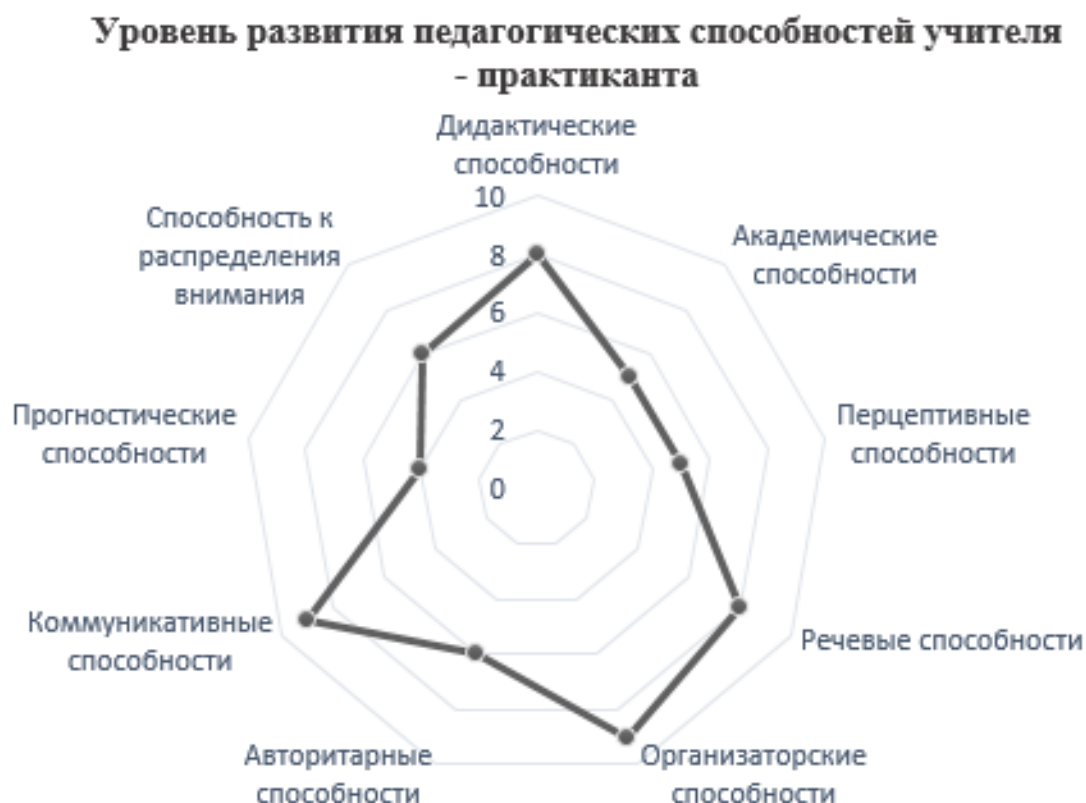 Уровень развития педагогических способностей учителя
- практиканта
Дидактические
способности
10
8
6
4
2
0
Академические
способности
Перцептивные
способности
Речевые способности
Организаторские
способности
Авторитарные
способности
Коммуникативные
способности
Прогностические
способности
Способность к
распределения
внимания